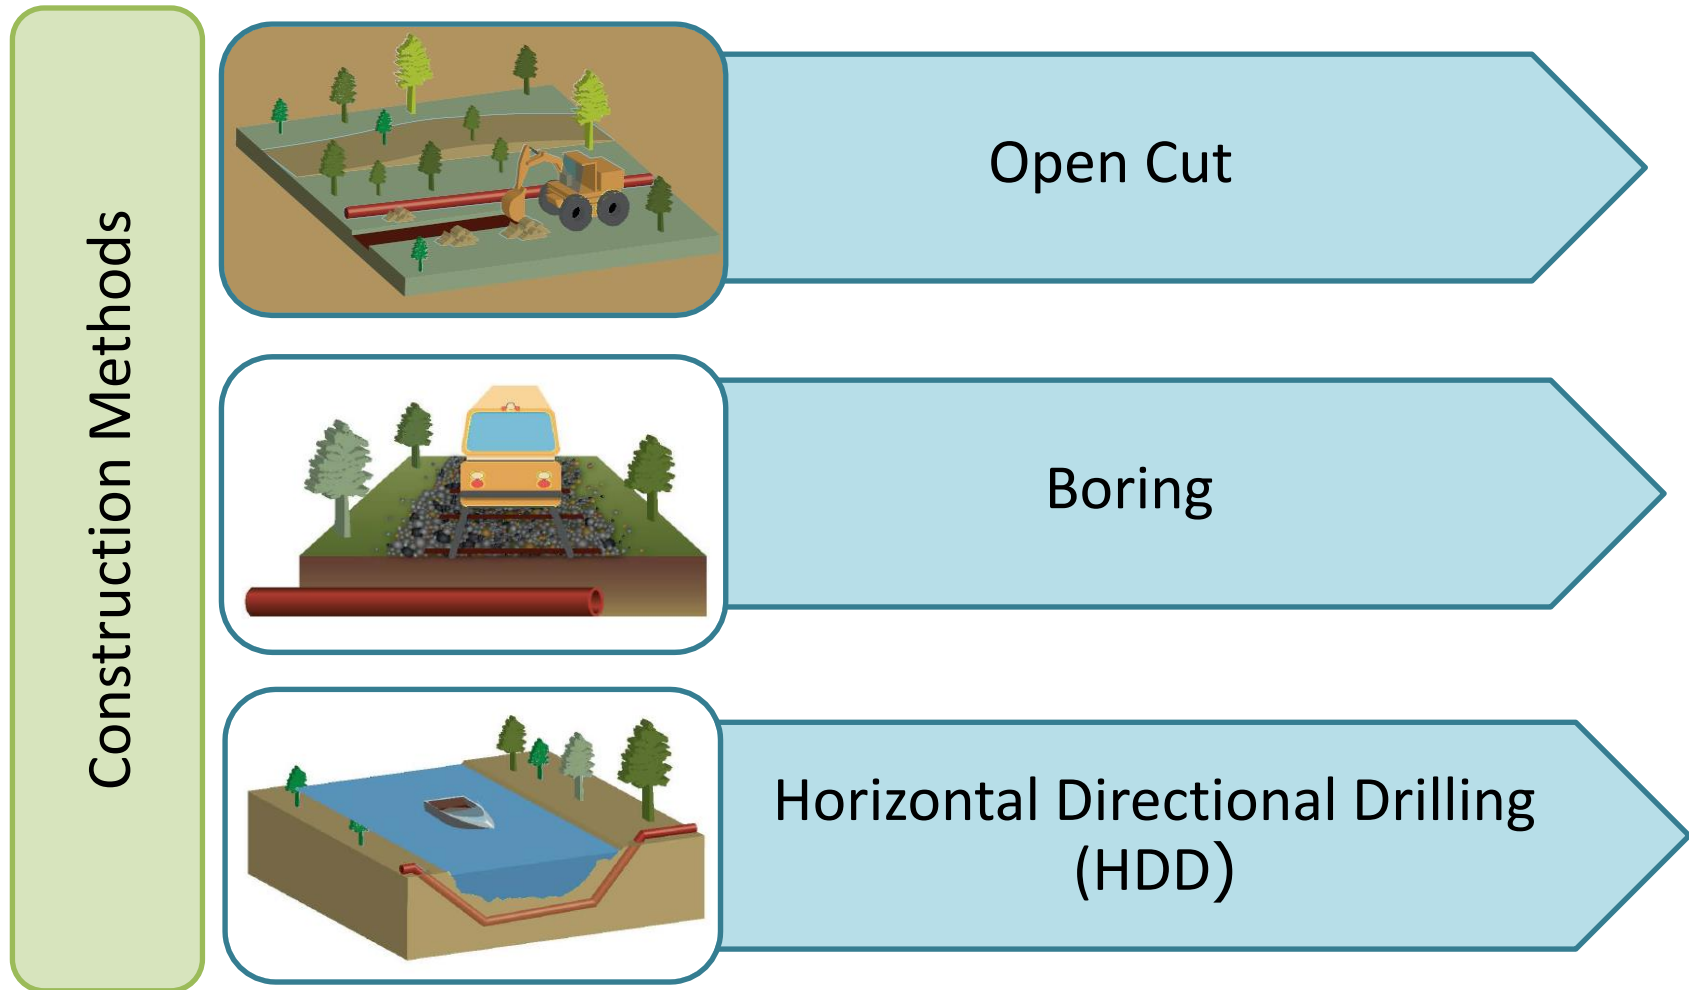 Construction Methods
Open Cut
Boring
Horizontal Directional Drilling
(HDD)